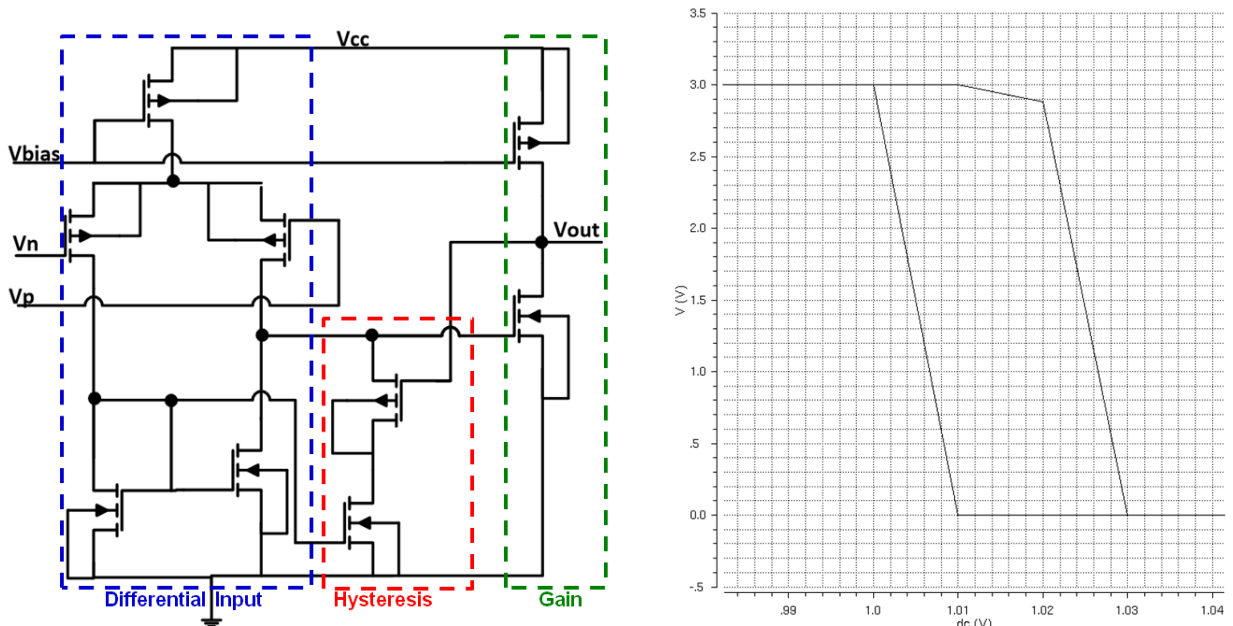 Vcc
Vbias
Vn
Vp
Vout
Differential Input
Hysteresis
Gain
3.5
3.0
2.5
2.0
1.5
1.0
.5
0.0
-.5
V (V)
.99 1.0 1.01 1.02 1.03 1.04
dc (V)